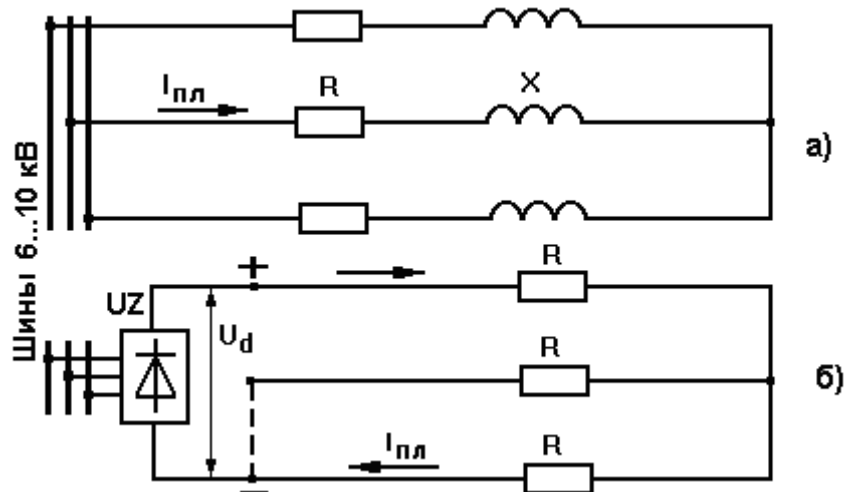 Iпл
R
X
а)
Шины 6...10 кВ
+
R
UZ
Ud
R
б)
Iпл
R
–